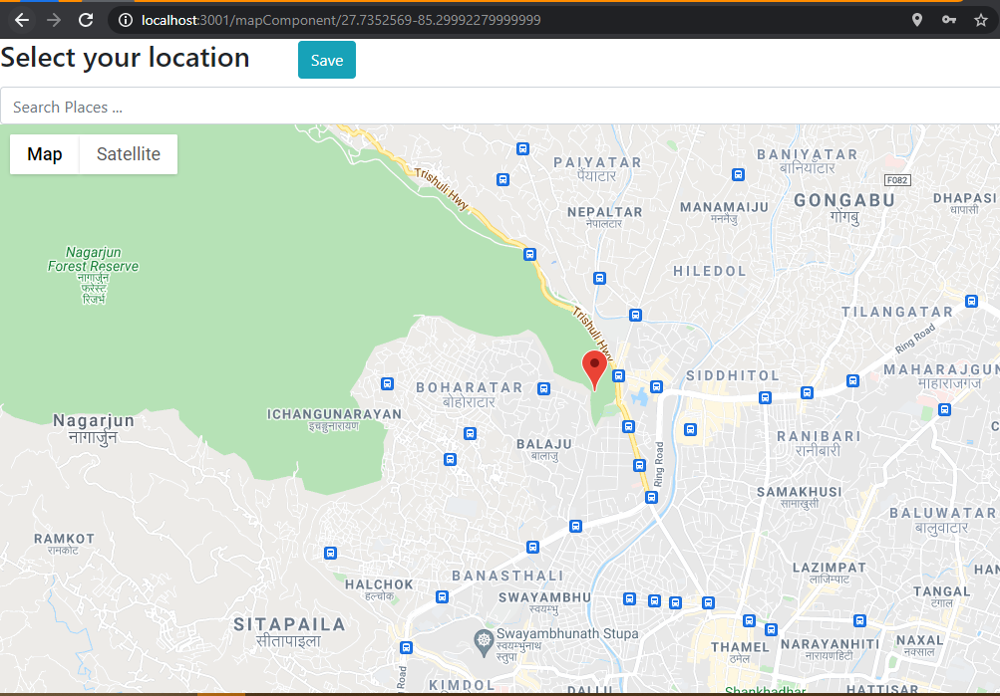 localhost:3001/mapComponent/27.7352569-85.29992279999999
Select your location
Save
Search Places ...
Map
Satellite
Trishuli Hwy
PAIYATAR
पैंयाटार
BANIYATAR
बानियाँटार
F082
NEPALTAR
नेपालटार
MANAMAIJU
मनमैजु
GONGABU
गोंगबु
DHAPASI
धापासी
Nagarjun
Forest Reserve
नागार्जुन
फरेस्ट
रिजर्भ
HILEDOL
TILANGATAR
Trishuli Hwy
Ring Road
SIDDHITOL
MAHARAJGUN
महाराजगंज
BOHARATAR
बोहोराटार
ICHANGUNARAYAN
इचङ्गुनारायण
Nagarjun
नागार्जुन
BALAJU
बालाजु
RANIBARI
रानीबारी
Ring Road
SAMAKHUSI
सामाखुसी
BALUWATAR
बालुवाटार
RAMKOT
रामकोट
LAZIMPAT
लाजिम्पाट
HAN
BANASTHALI
HALCHOK
हल्चोक
SWAYAMBHU
स्वयम्भु
TANGAL
टंगाल
SITAPAILA
सीतापाइला
Swayambhunath Stupa
स्वयम्भुनाथ
स्तुपा
THAMEL
ठमेल
NARAYANHITI
नारायणहिटी
NAXAL
नक्साल
Road
KIMDOL
DALLU
Shankhadhar
HATTISAR